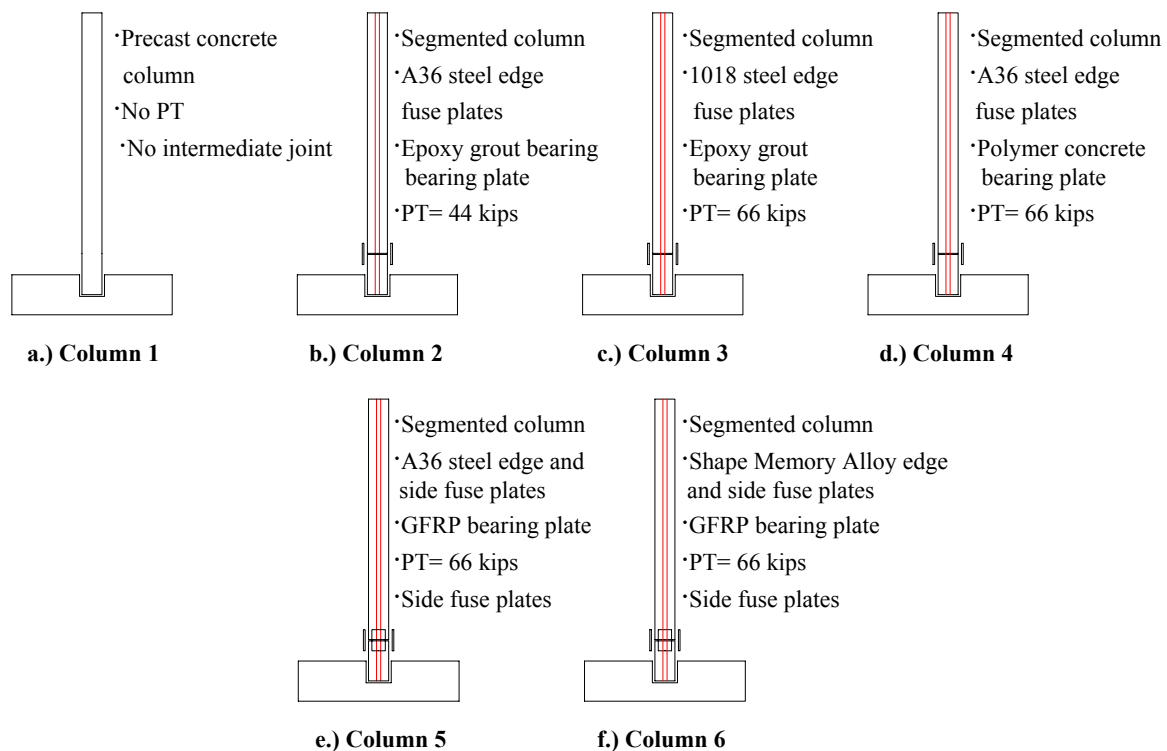 ·Precast concrete
column
·No PT
·No intermediate joint
a.) Column 1
·Segmented column
·A36 steel edge
fuse plates
·Epoxy grout bearing
bearing plate
·PT= 44 kips
b.) Column 2
·Segmented column
·1018 steel edge
fuse plates
·Epoxy grout
bearing plate
·PT= 66 kips
c.) Column 3
·Segmented column
·A36 steel edge
fuse plates
·Polymer concrete
bearing plate
·PT= 66 kips
d.) Column 4
·Segmented column
·A36 steel edge and
side fuse plates
·GFRP bearing plate
·PT= 66 kips
·Side fuse plates
e.) Column 5
·Segmented column
·Shape Memory Alloy edge
and side fuse plates
·GFRP bearing plate
·PT= 66 kips
·Side fuse plates
f.) Column 6